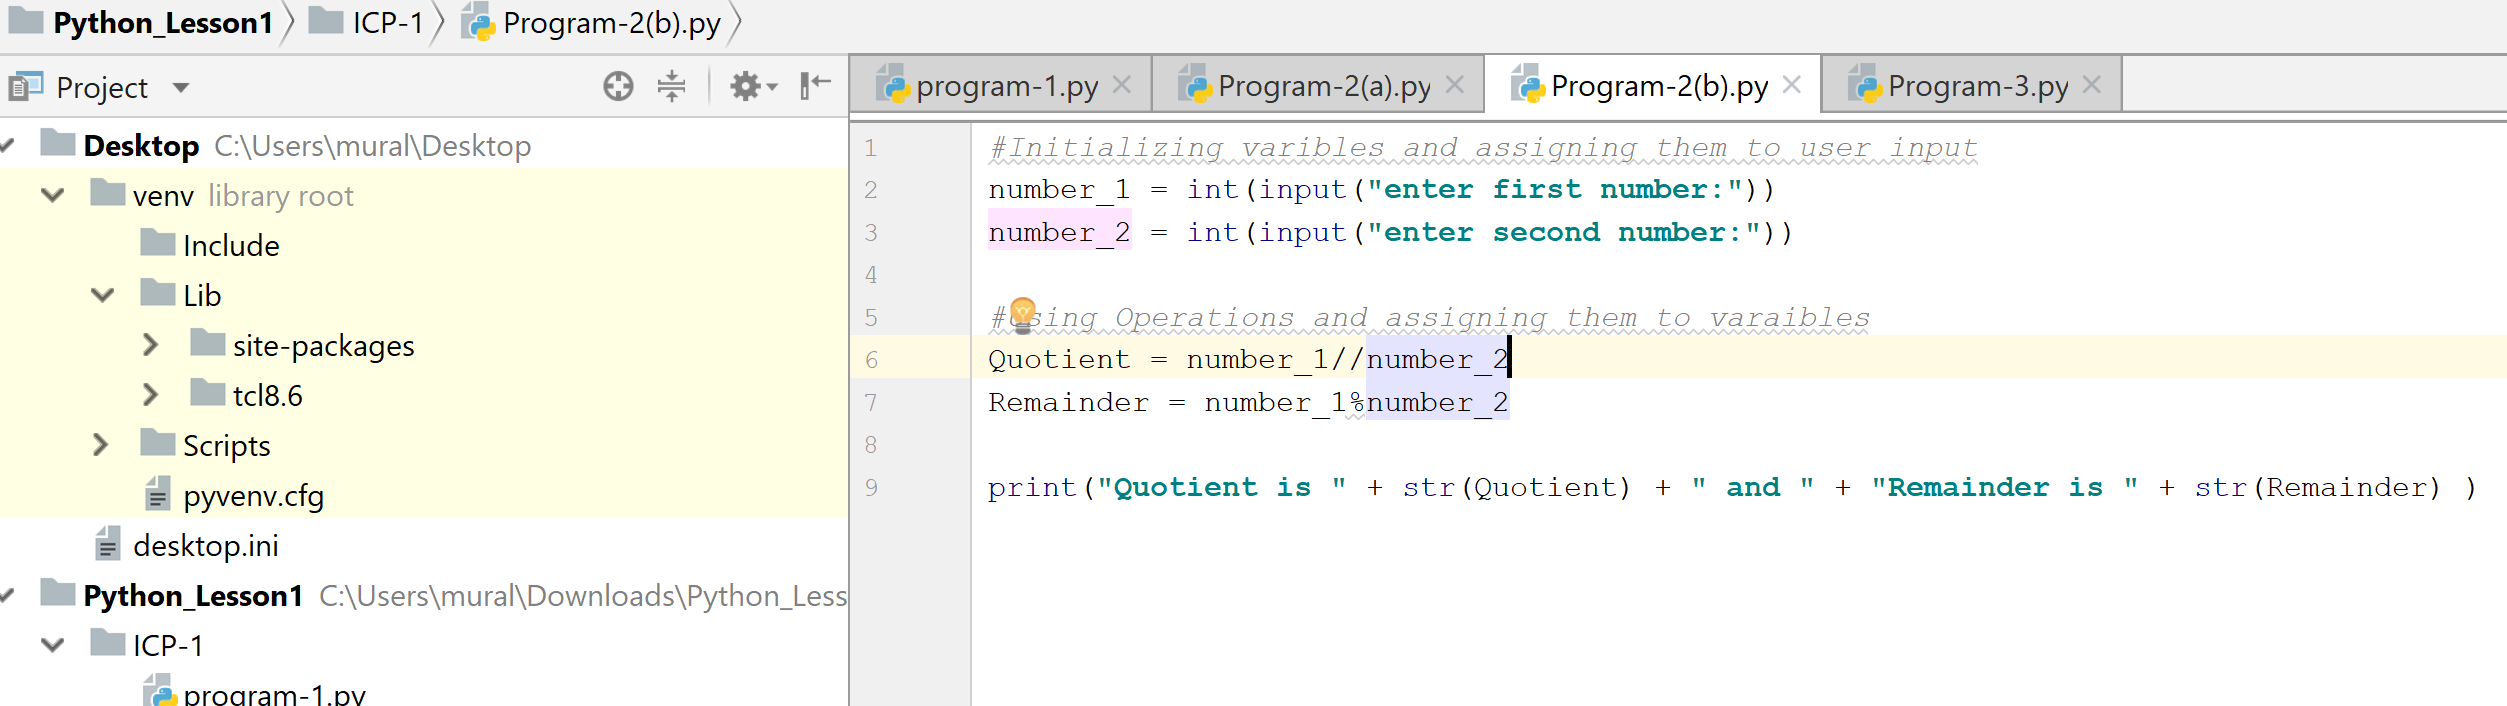 Python_Lesson1 ICP-1 Program-2(b).py
Project
program-1.py Program-2(a).py Program-2(b).py Program-3.py
Desktop C:\Users\mural\Desktop
venv library root
Include
Lib
site-packages
tcl8.6
Scripts
pyvenv.cfg
desktop.ini
Python_Lesson1 C:\Users\mural\Downloads\Python_Less
ICP-1
program-1.py
1 #Initializing varibles and assigning them to user input
2 number_1 = int(input("enter first number:"))
3 number_2 = int(input("enter second number:"))
4
5 #Using Operations and assigning them to varaibles
6 Quotient = number_1//number_2
7 Remainder = number_1%number_2
8
9 print("Quotient is " + str(Quotient) + " and " + "Remainder is " + str(Remainder) )